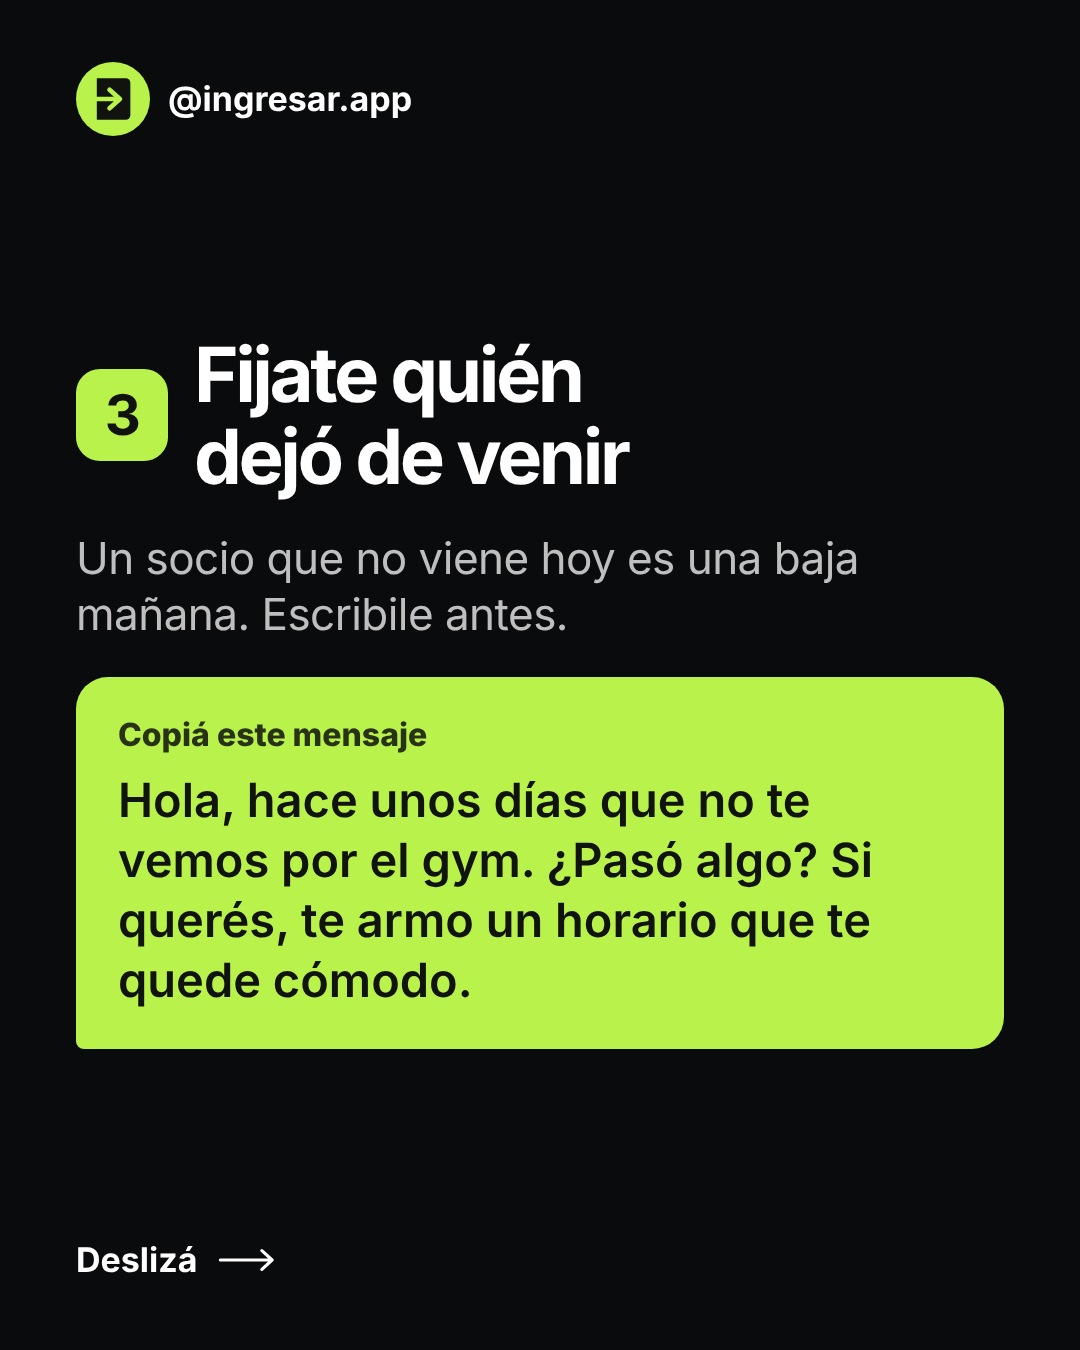 @ingresar.app
3
Fijate quién
dejó de venir
Un socio que no viene hoy es una baja
mañana. Escribile antes.
Copiá este mensaje
Hola, hace unos días que no te
vemos por el gym. ¿Pasó algo? Si
querés, te armo un horario que te
quede cómodo.
Deslizá